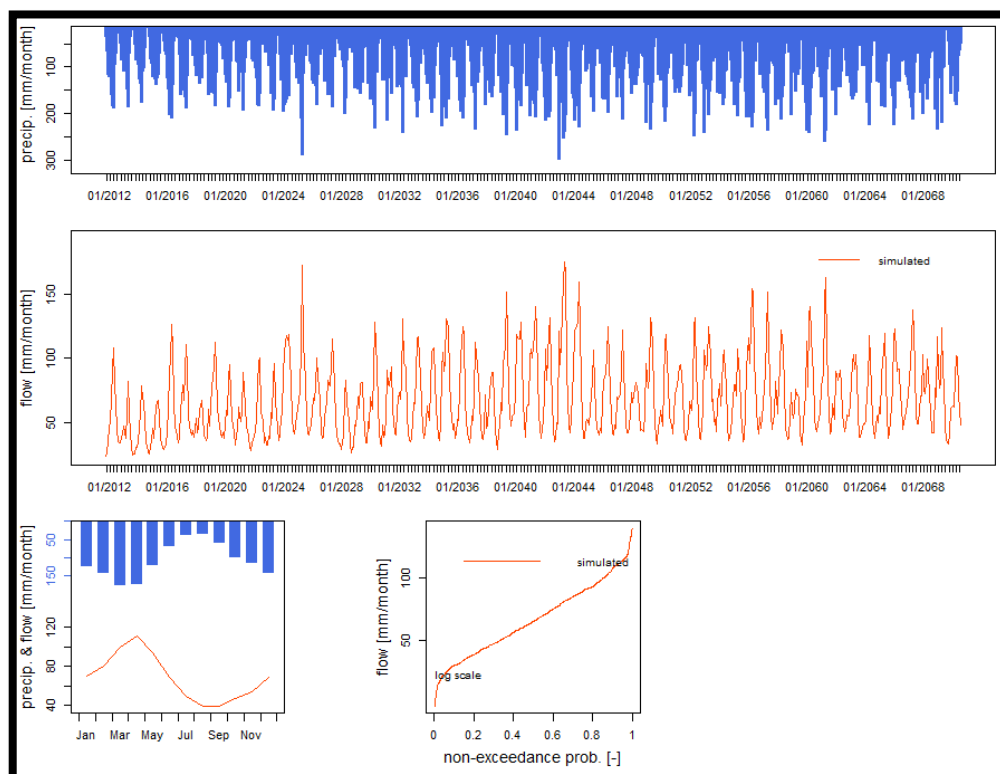 precip. [mm/month]
100
200
300
01/2012 01/2016 01/2020 01/2024 01/2028 01/2032 01/2036 01/2040 01/2044 01/2048 01/2052 01/2056 01/2060 01/2064 01/2068
flow [mm/month]
50
100
150
simulated
01/2012 01/2016 01/2020 01/2024 01/2028 01/2032 01/2036 01/2040 01/2044 01/2048 01/2052 01/2056 01/2060 01/2064 01/2068
precip. & flow [mm/month]
50
150
120
80
40
Jan Mar May Jul Sep Nov
flow [mm/month]
100
50
simulated
log scale
0 0.2 0.4 0.6 0.8 1
non-exceedance prob. [-]